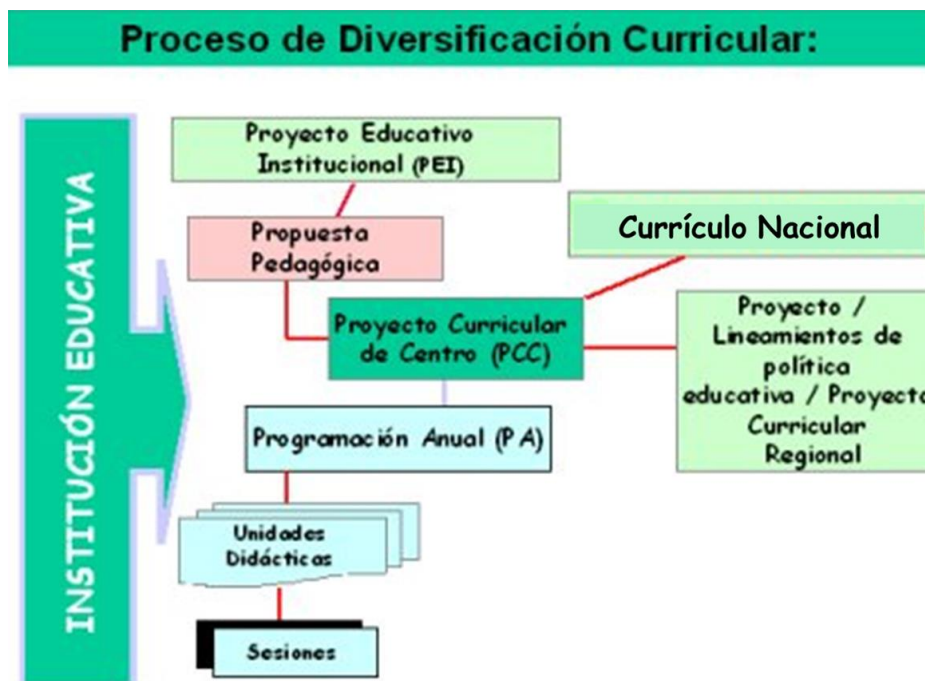 Proceso de Diversificación Curricular:
INSTITUCIÓN EDUCATIVA
Proyecto Educativo
Institucional (PEI)
Propuesta
Pedagógica
Currículo Nacional
Proyecto Curricular
de Centro (PCC)
Proyecto /
Lineamientos de
política
educativa / Proyecto
Curricular
Regional
Programación Anual (PA)
Unidades
Didácticas
Sesiones